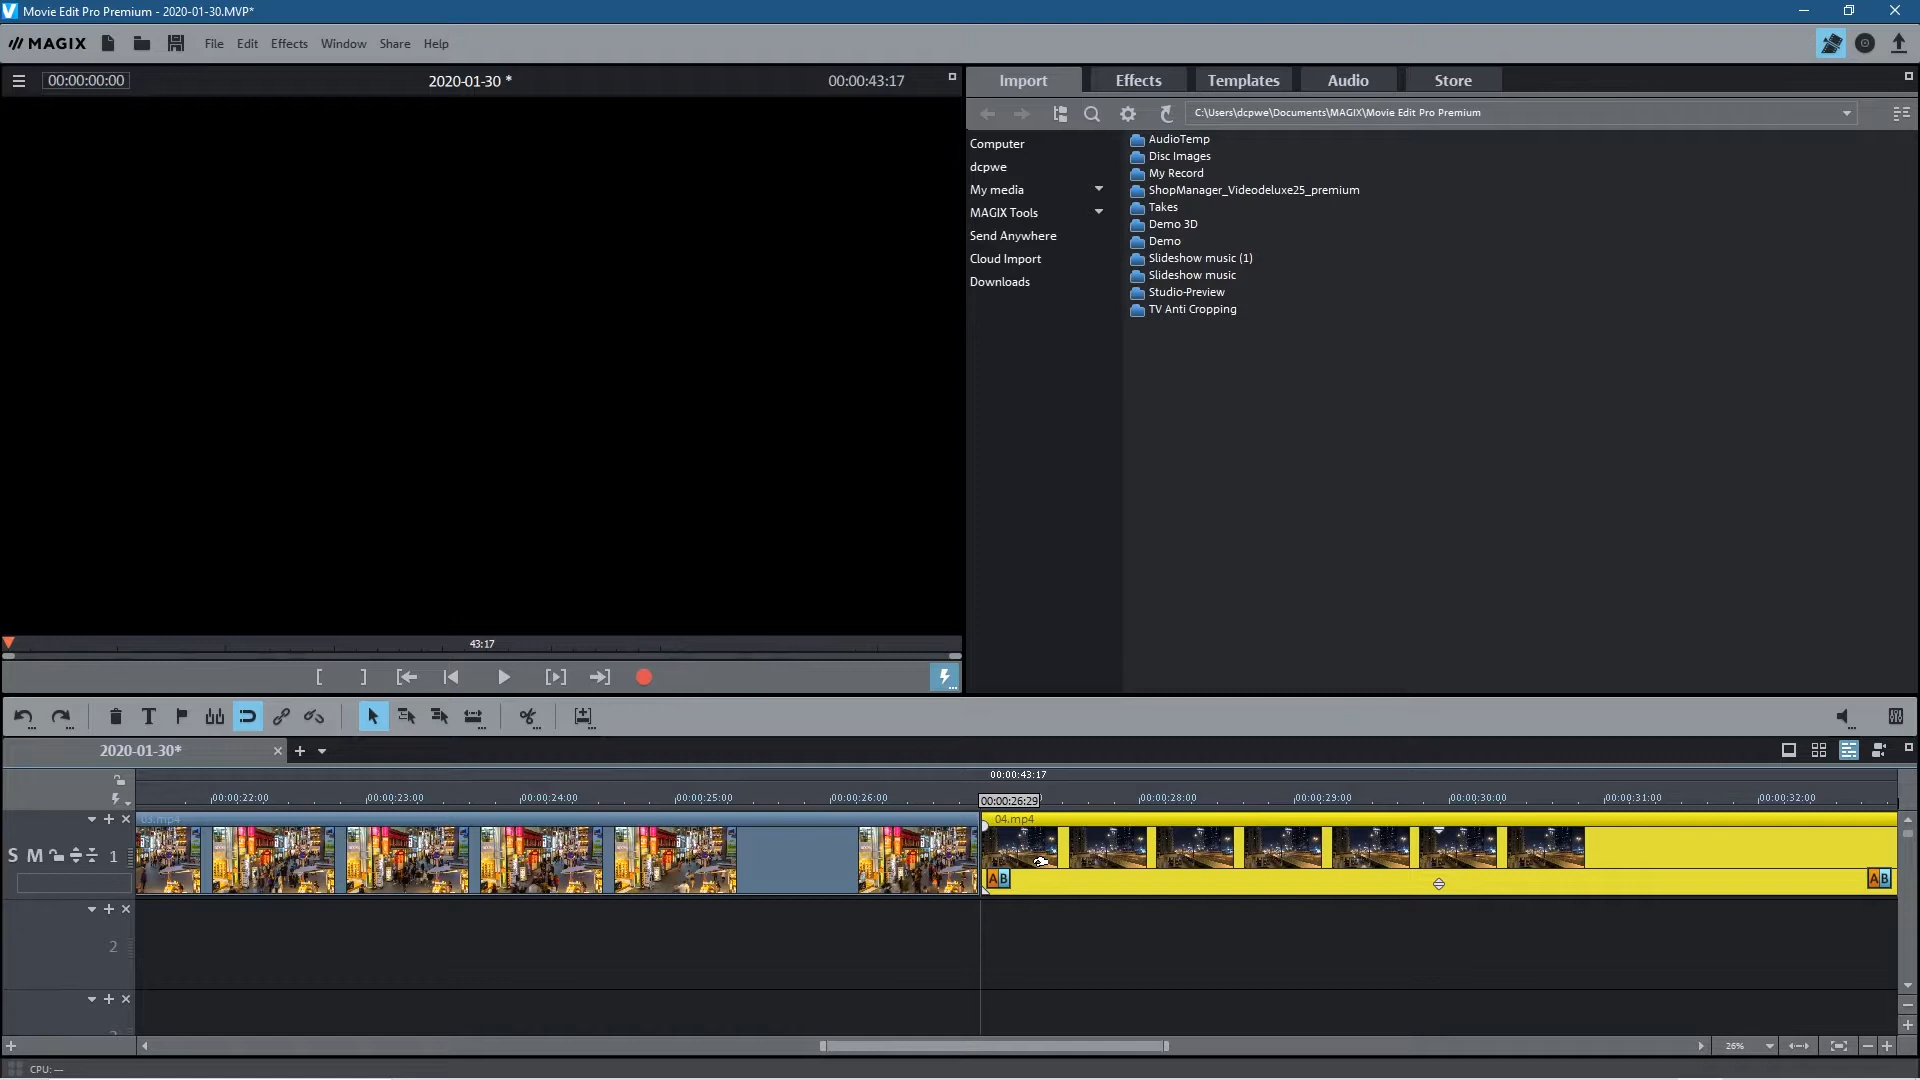 Movie Edit Pro Premium - 2020-01-30.MVP*
MAGIX File Edit Effects Window Share Help
00:00:00:00 2020-01-30 * 00:00:43:17
Import Effects Templates Audio Store
C:\Users\dcpwe\Documents\MAGIX\Movie Edit Pro Premium
Computer
dcpwe
My media
MAGIX Tools
Send Anywhere
Cloud Import
Downloads
AudioTemp
Disc Images
My Record
ShopManager_Videodeluxe25_premium
Takes
Demo 3D
Demo
Slideshow music (1)
Slideshow music
Studio-Preview
TV Anti Cropping
43:17
2020-01-30*
00:00:43:17
00:00:22:00 00:00:23:00 00:00:24:00 00:00:25:00 00:00:26:00 00:00:26:29 00:00:28:00 00:00:29:00 00:00:30:00 00:00:31:00 00:00:32:00
03.mp4 04.mp4
S M 1
AB AB
2
26%
CPU: —